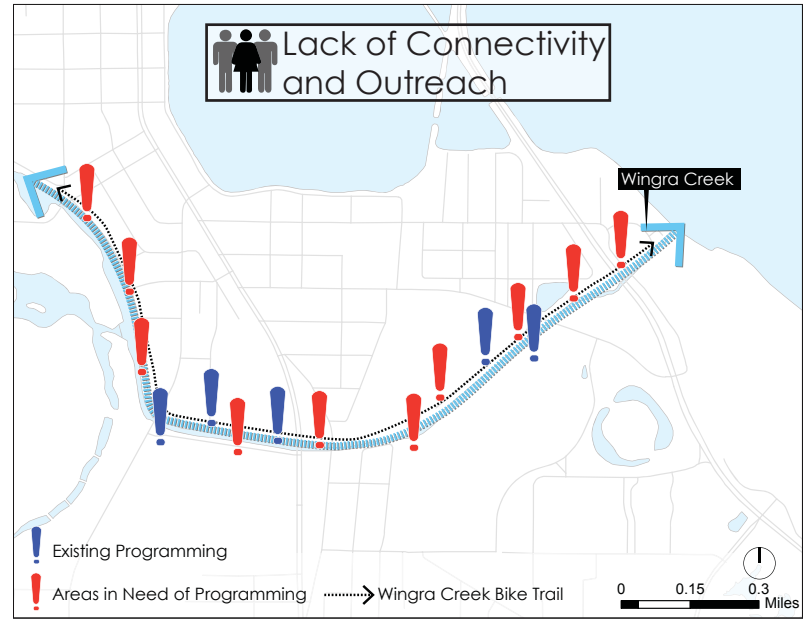 Lack of Connectivity
and Outreach
Wingra Creek
Existing Programming
Areas in Need of Programming
Wingra Creek Bike Trail
0 0.15 0.3
Miles